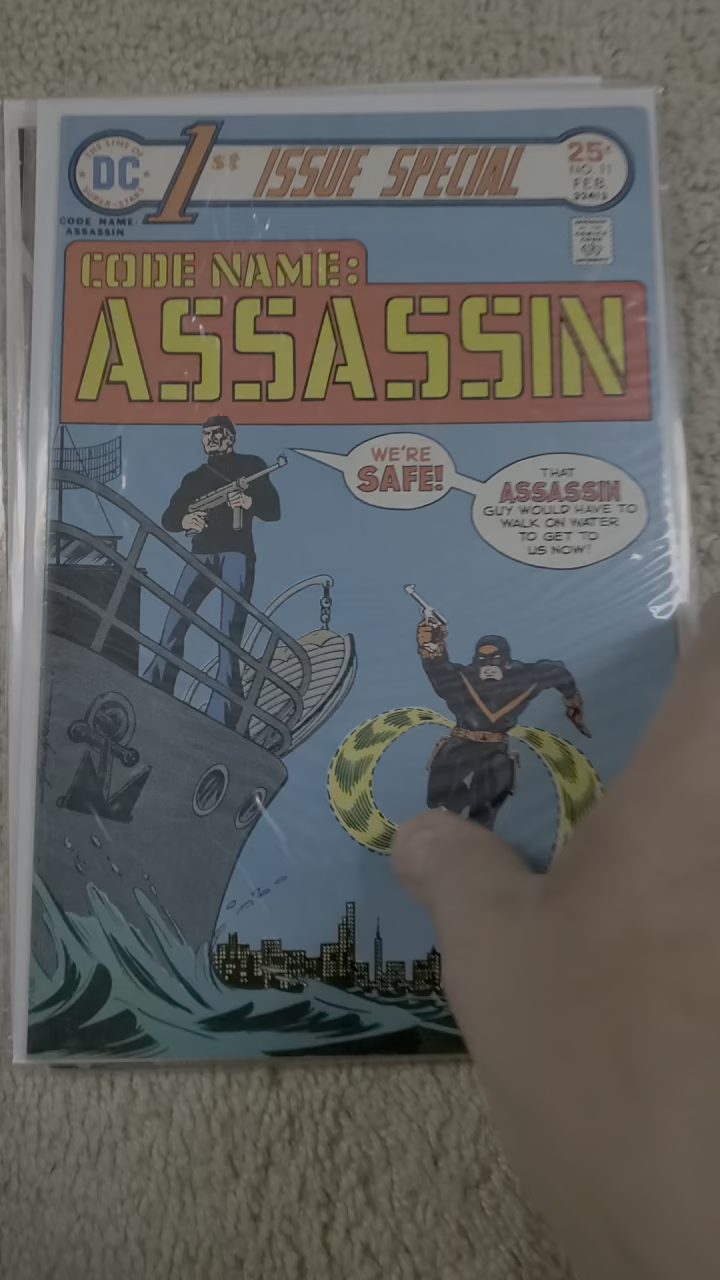 THE LINE OF
DC
SUPER-STARS
1st ISSUE SPECIAL
25¢
NO. 11
FEB.
CODE NAME:
ASSASSIN
CODE NAME:
ASSASSIN
WE'RE
SAFE!
THAT
ASSASSIN
GUY WOULD HAVE TO
WALK ON WATER
TO GET TO
US NOW!